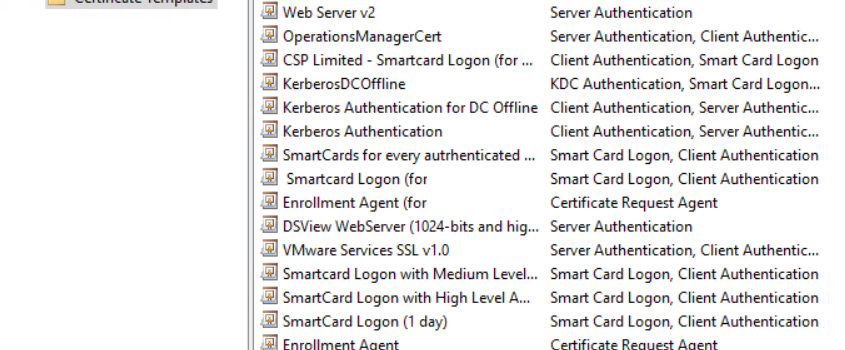 Certificate Templates
Web Server v2 Server Authentication
OperationsManagerCert Server Authentication, Client Authentic...
CSP Limited - Smartcard Logon (for ... Client Authentication, Smart Card Logon
KerberosDCOffline KDC Authentication, Smart Card Logon...
Kerberos Authentication for DC Offline Client Authentication, Server Authentic...
Kerberos Authentication Client Authentication, Server Authentic...
SmartCards for every autrhenticated ... Smart Card Logon, Client Authentication
Smartcard Logon (for Smart Card Logon, Client Authentication
Enrollment Agent (for Certificate Request Agent
DSView WebServer (1024-bits and hig... Server Authentication
VMware Services SSL v1.0 Server Authentication, Client Authentic...
Smartcard Logon with Medium Level... Smart Card Logon, Client Authentication
SmartCard Logon with High Level A... Smart Card Logon, Client Authentication
SmartCard Logon (1 day) Smart Card Logon, Client Authentication
Enrollment Agent Certificate Request Agent